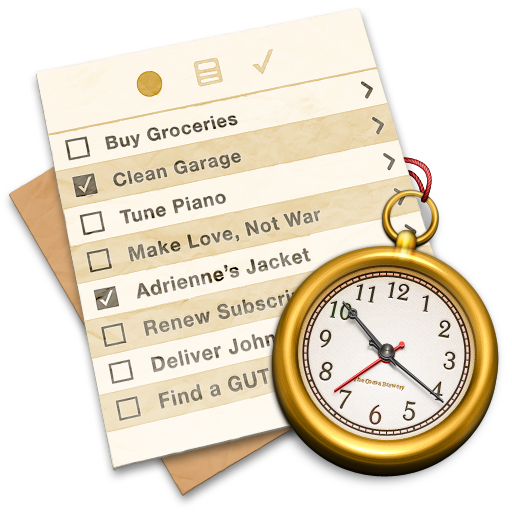 Buy Groceries
Clean Garage
Tune Piano
Make Love, Not War
Adrienne's Jacket
Renew Subscri
Deliver John
Find a GUT
12
1
2
3
4
5
6
7
8
9
10
11